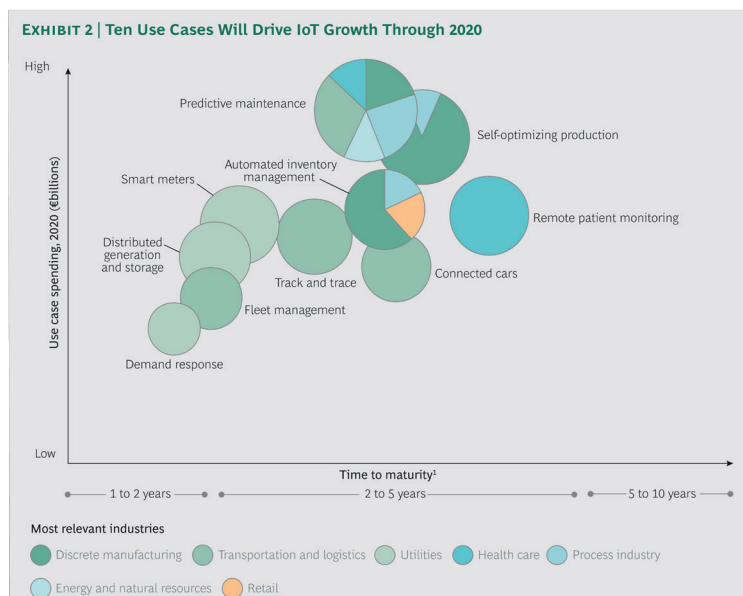 EXHIBIT 2 | Ten Use Cases Will Drive IoT Growth Through 2020
High
Use case spending, 2020 (€billions)
Low
Predictive maintenance
Self-optimizing production
Automated inventory
management
Smart meters
Remote patient monitoring
Distributed
generation
and storage
Track and trace
Connected cars
Fleet management
Demand response
Time to maturity¹
1 to 2 years
2 to 5 years
5 to 10 years
Most relevant industries
Discrete manufacturing
Transportation and logistics
Utilities
Health care
Process industry
Energy and natural resources
Retail